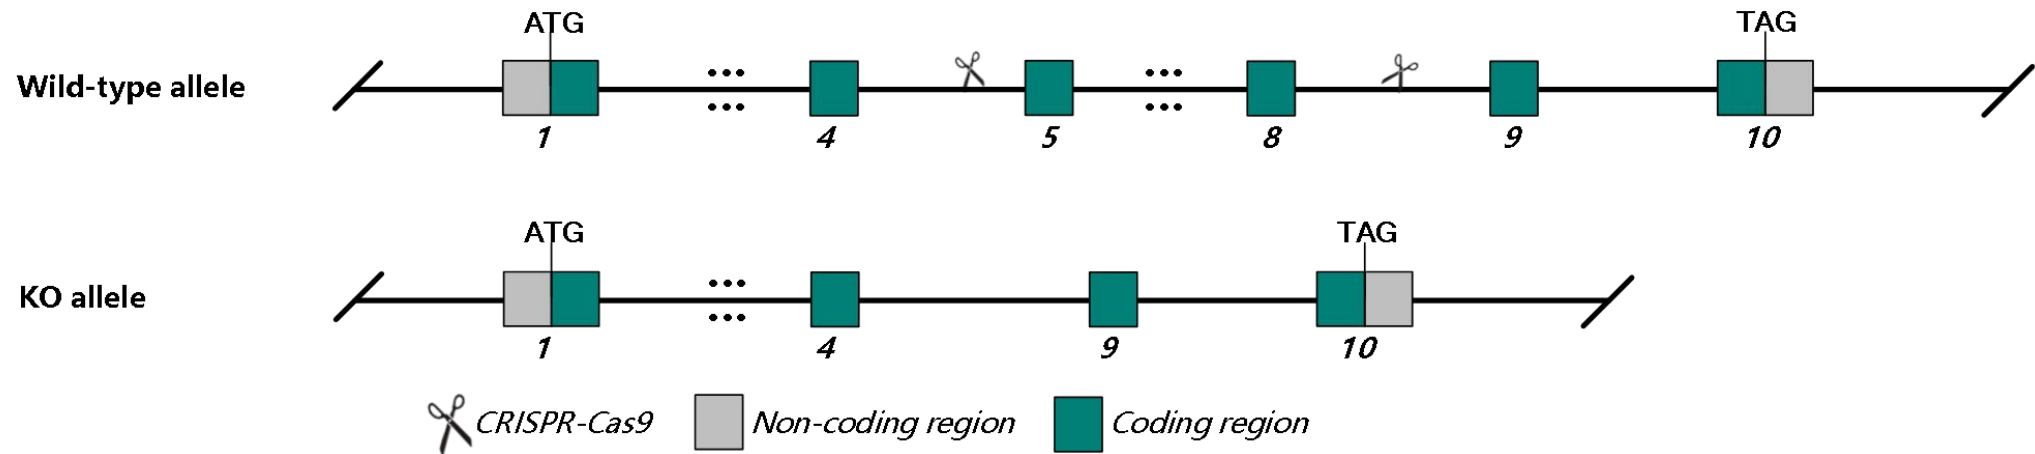 ATG TAG
Wild-type allele
1 4 5 8 9 10
ATG TAG
KO allele
1 4 9 10
CRISPR-Cas9 Non-coding region Coding region